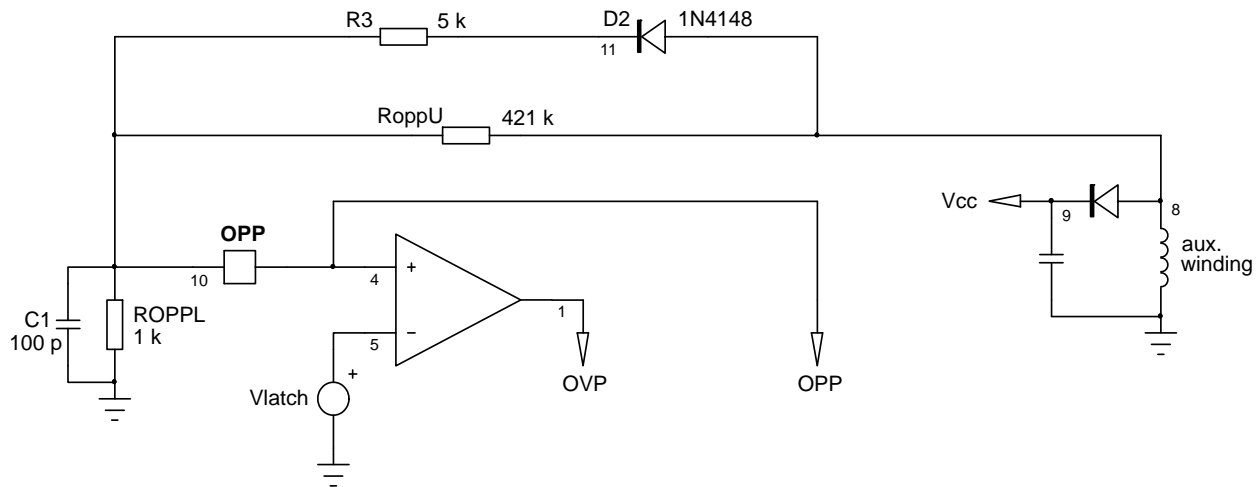 R3
5 k
D2
1N4148
11
RoppU
421 k
Vcc
9
8
aux.
winding
OPP
10
4
+
C1
100 p
ROPPL
1 k
5
−
1
Vlatch
+
OVP
OPP